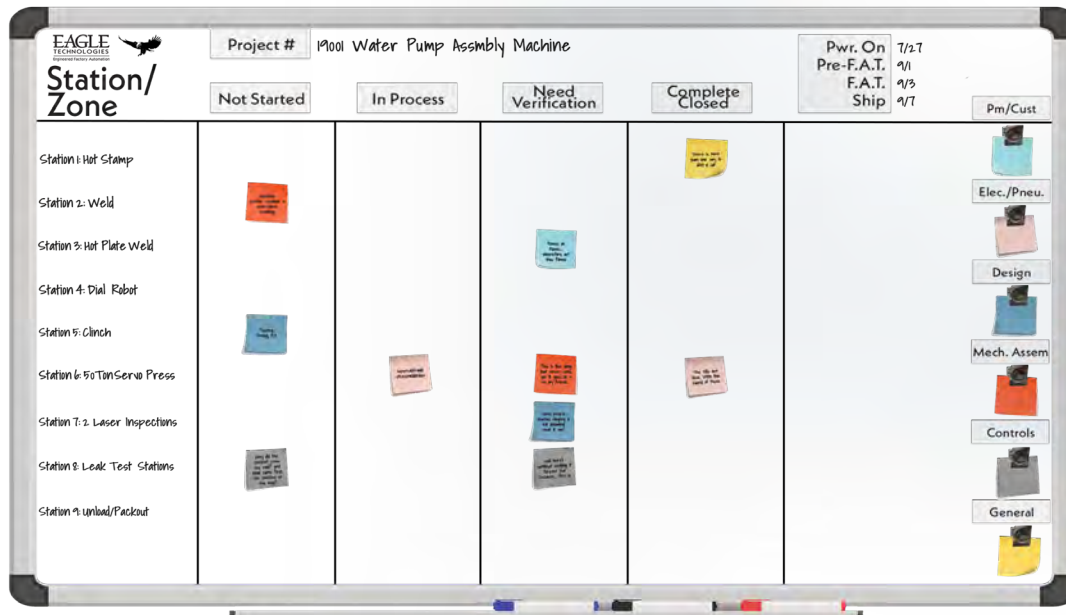 EAGLE
TECHNOLOGIES
Engineered Factory Automation
Station/
Zone
Project #
19001 Water Pump Assmbly Machine
Pwr. On 7/27
Pre-F.A.T. 9/1
F.A.T. 9/3
Ship 9/7
Not Started
In Process
Need
Verification
Complete
Closed
Pm/Cust
Station 1: Hot Stamp
Station 2: Weld
Station 3: Hot Plate Weld
Station 4: Dial Robot
Station 5: Clinch
Station 6: 50TonServo Press
Station 7: 2 Laser Inspections
Station 8: Leak Test Stations
Station 9: Unload/Packout
Elec./Pneu.
Design
Mech. Assem
Controls
General